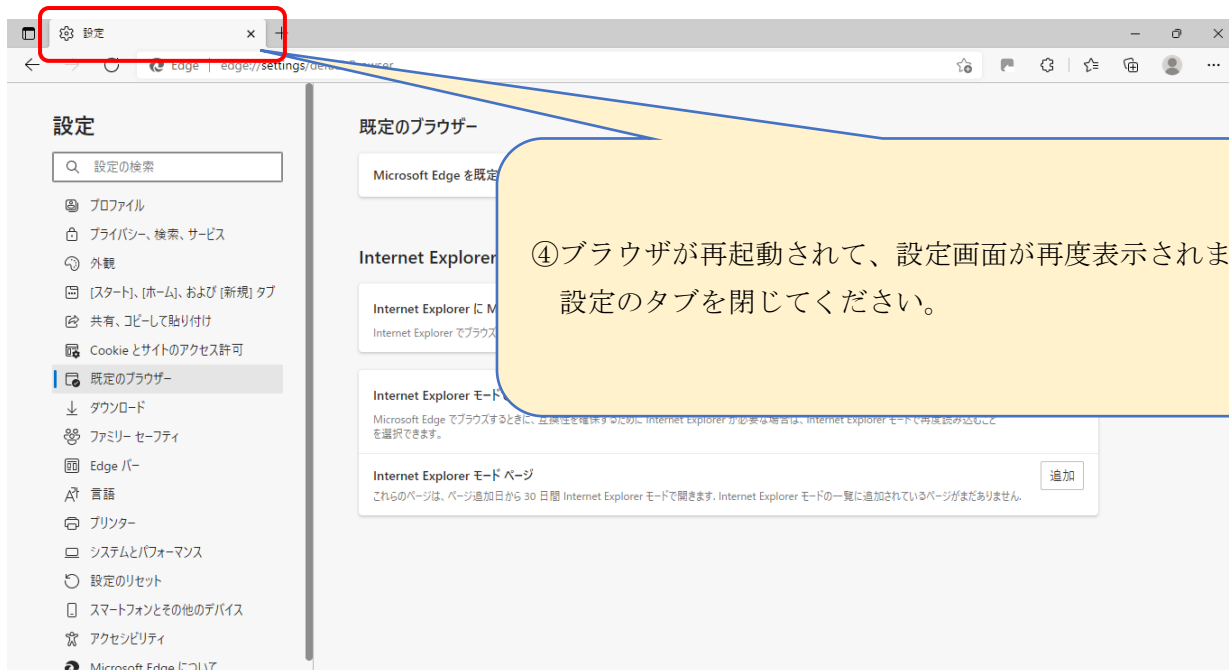 設定
Edge | edge://settings/
設定
設定の検索
プロファイル
プライバシー、検索、サービス
外観
[スタート]、[ホーム]、および [新規] タブ
共有、コピーして貼り付け
Cookie とサイトのアクセス許可
既定のブラウザー
ダウンロード
ファミリー セーフティ
Edge バー
言語
プリンター
システムとパフォーマンス
設定のリセット
スマートフォンとその他のデバイス
アクセシビリティ
Microsoft Edge について
既定のブラウザー
Microsoft Edge を既定
④ブラウザが再起動されて、設定画面が再度表示されま
設定のタブを閉じてください。
Internet Explorer
Internet Explorer に M
Internet Explorer でブラウズ
Internet Explorer モード
Microsoft Edge でブラウズするときに、互換性を確保するために Internet Explorer が必要な場合は、Internet Explorer モードで再度読み込むこと
を選択できます。
Internet Explorer モード ページ
追加
これらのページは、ページ追加日から 30 日間 Internet Explorer モードで開きます. Internet Explorer モードの一覧に追加されているページがまだありません.